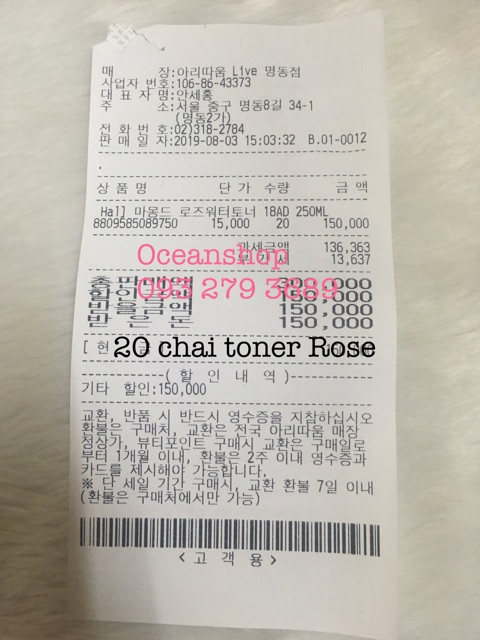 매 장:아리따움 Live 명동점
사업자 번호:106-86-43373
대 표 자 명:안세홍
주 소:서울 중구 명동8길 34-1
(명동2가)
전 화 번 호:02)318-2784
판 매 일 자:2019-08-03 15:03:32 B.01-0012
상 품 명 단 가 수량 금 액
Hall 마몽드 로즈워터토너 18AD 250ML
8809585089750 15,000 20 150,000
과세금액 136,363
부 가 세 13,637
Oceanshop
093 279 3689
150,000
150,000
150,000
[ 현
20 chai toner Rose
( 할 인 내 역 )
기타 할인:150,000
교환, 반품 시 반드시 영수증을 지참하십시오
환불은 구매처, 교환은 전국 아리따움 매장
정상가, 뷰티포인트 구매시 교환은 구매일로
부터 1개월 이내, 환불은 2주 이내 영수증과
카드를 제시해야 가능합니다.
※ 단 세일 기간 구매시, 교환 환불 7일 이내
(환불은 구매처에서만 가능)
< 고 객 용 >